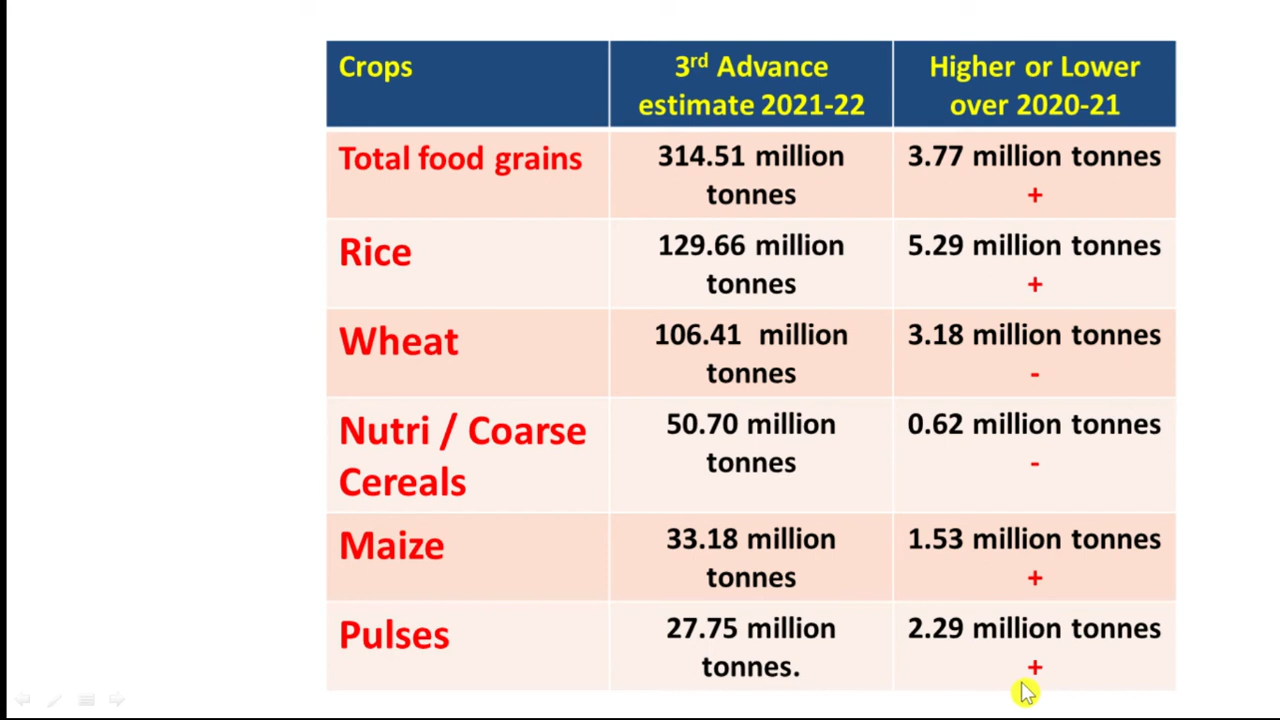 Crops
3rd Advance
estimate 2021-22
Higher or Lower
over 2020-21
Total food grains
314.51 million
tonnes
3.77 million tonnes
+
Rice
129.66 million
tonnes
5.29 million tonnes
+
Wheat
106.41 million
tonnes
3.18 million tonnes
-
Nutri / Coarse
Cereals
50.70 million
tonnes
0.62 million tonnes
-
Maize
33.18 million
tonnes
1.53 million tonnes
+
Pulses
27.75 million
tonnes.
2.29 million tonnes
+